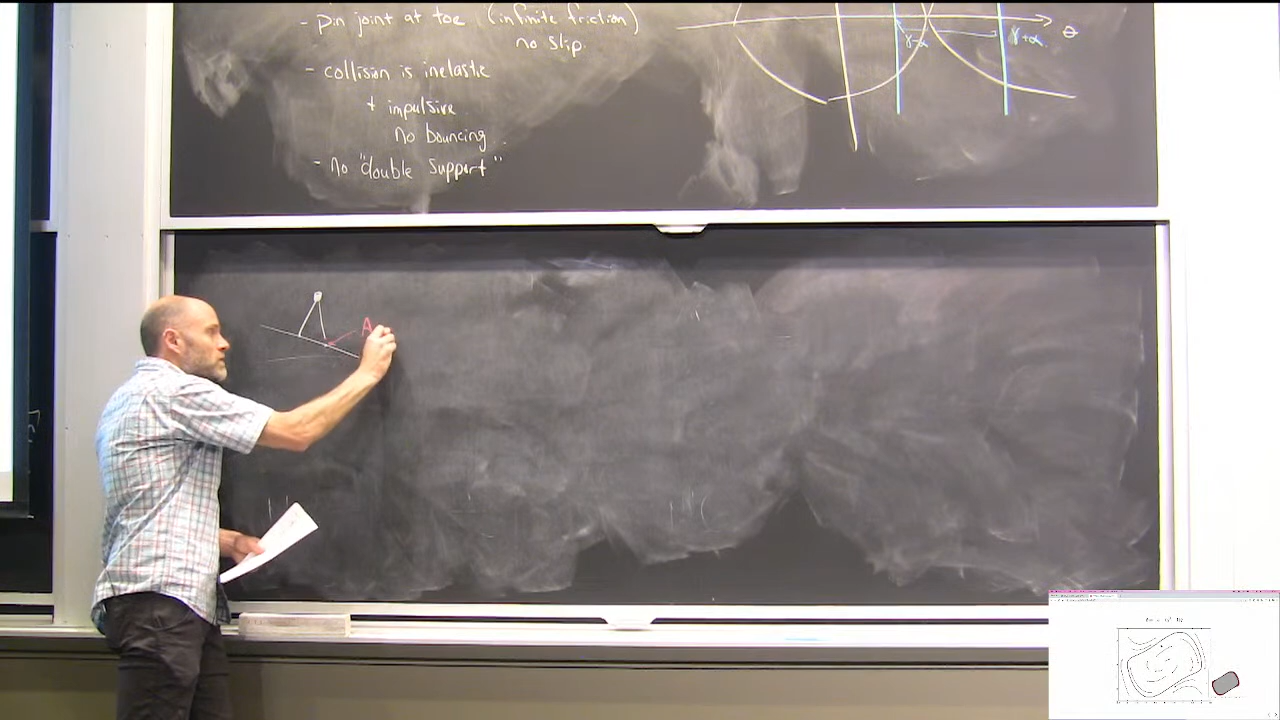 - pin joint at toe (infinite friction)
no slip.
- collision is inelastic
+ impulsive
no bouncing
- no "double support"
γ-α
γ+α
θ
A